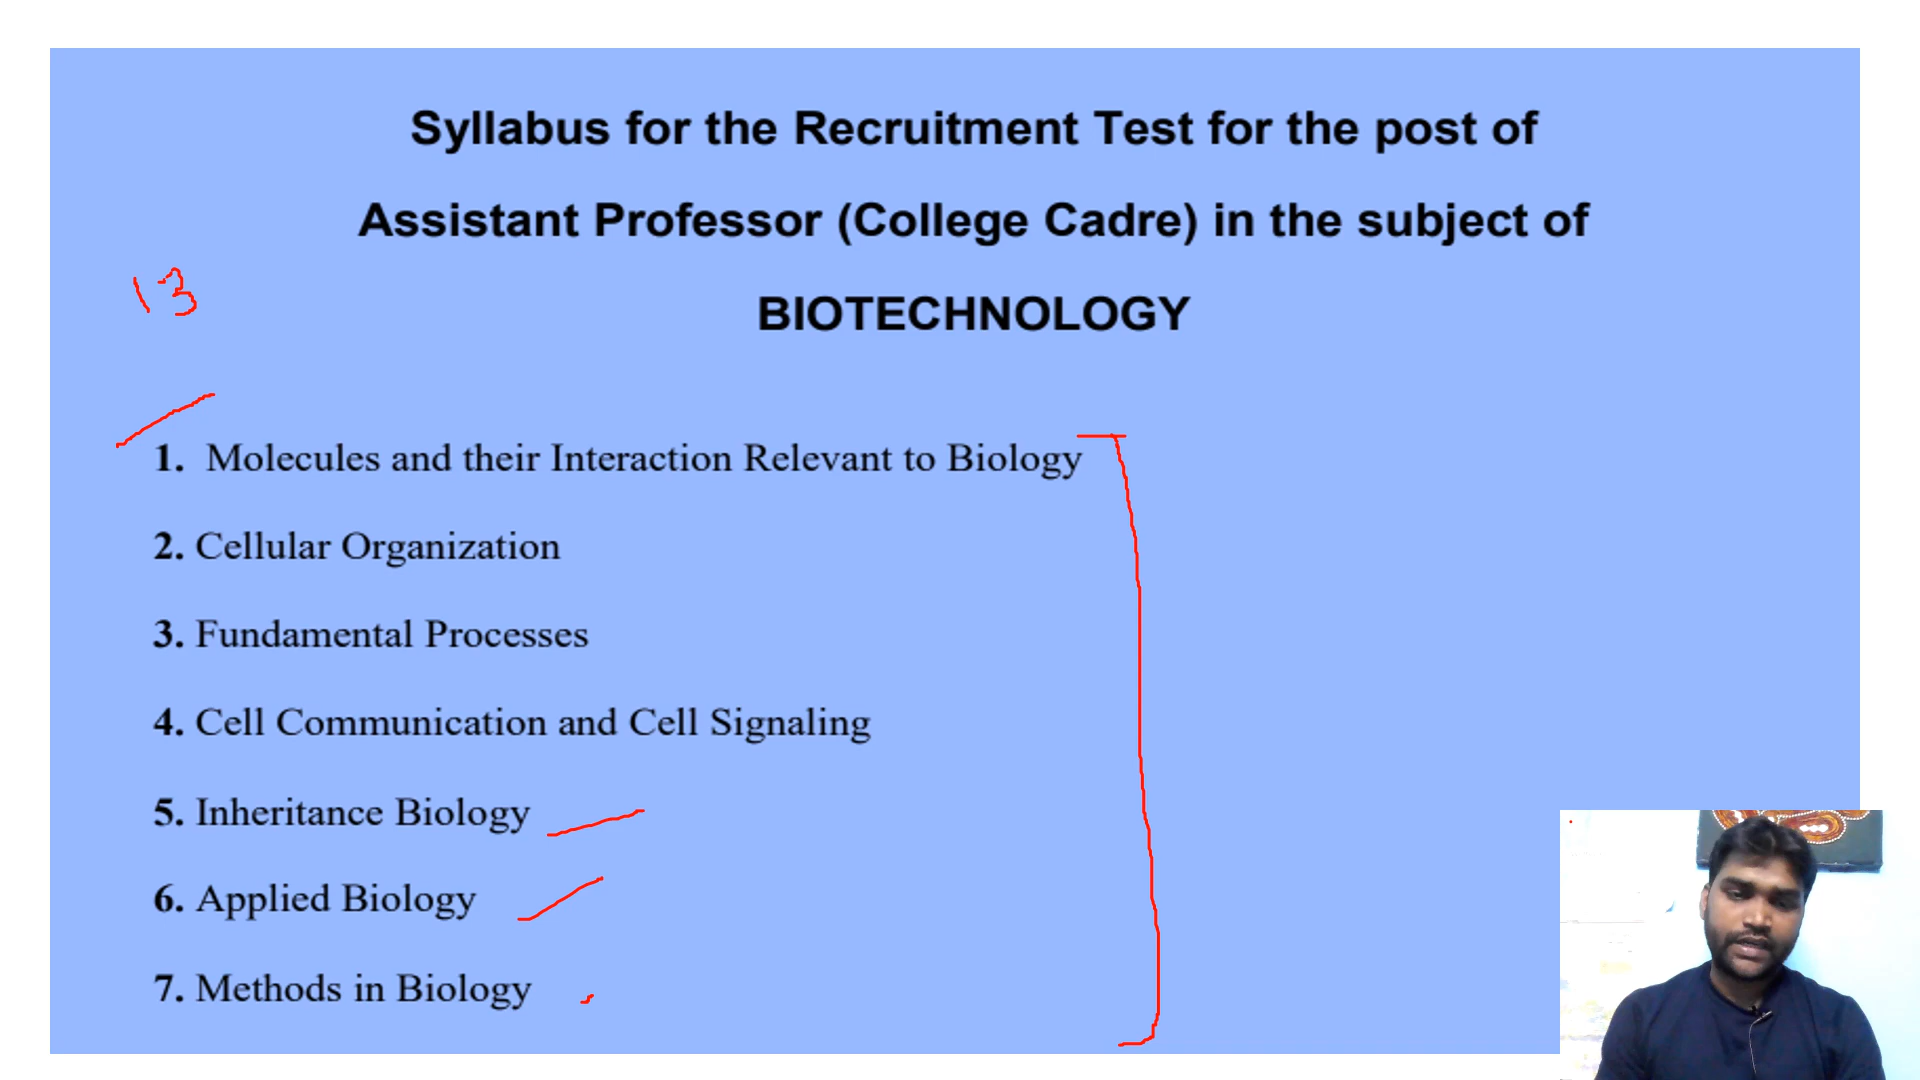 Syllabus for the Recruitment Test for the post of
Assistant Professor (College Cadre) in the subject of
13
BIOTECHNOLOGY
1. Molecules and their Interaction Relevant to Biology
2. Cellular Organization
3. Fundamental Processes
4. Cell Communication and Cell Signaling
5. Inheritance Biology
6. Applied Biology
7. Methods in Biology